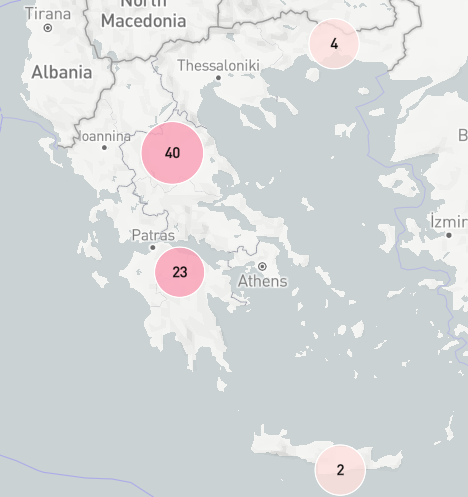 North
Macedonia
Tirana
4
Albania
Thessaloniki
Ioannina
40
Patras
İzmir
23
Athens
2